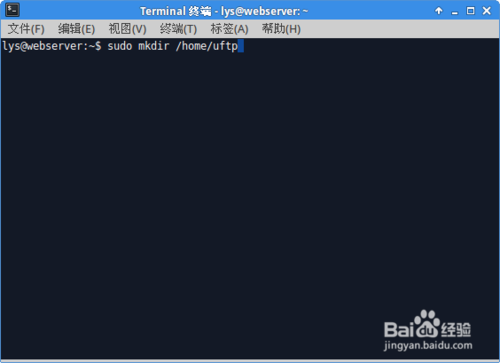 Terminal 终端 - lys@webserver: ~
文件(F) 编辑(E) 视图(V) 终端(T) 标签(A) 帮助(H)
lys@webserver:~$ sudo mkdir /home/uftp
Bai du 经验
jingyan.baidu.com